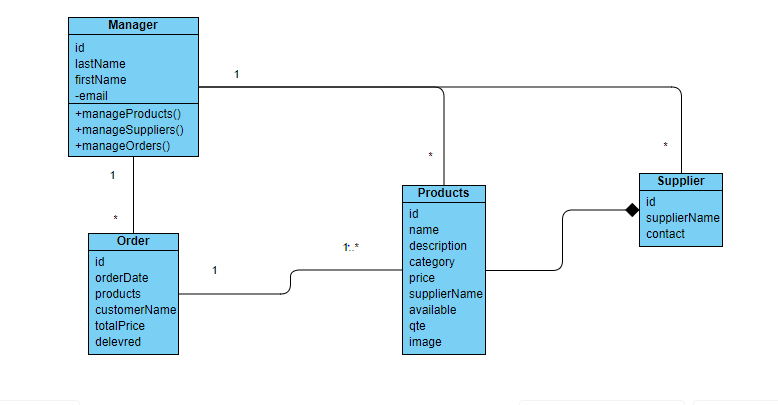 Manager
id
lastName
firstName
-email
+manageProducts()
+manageSuppliers()
+manageOrders()
1
*
*
1
*
Supplier
id
supplierName
contact
Products
id
name
description
category
price
supplierName
available
qte
image
Order
id
orderDate
products
customerName
totalPrice
delevred
1
1..*